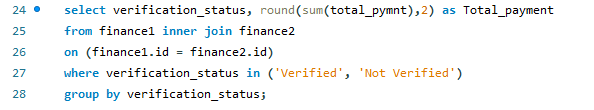 24 select verification_status, round(sum(total_pymnt),2) as Total_payment
25 from finance1 inner join finance2
26 on (finance1.id = finance2.id)
27 where verification_status in ('Verified', 'Not Verified')
28 group by verification_status;